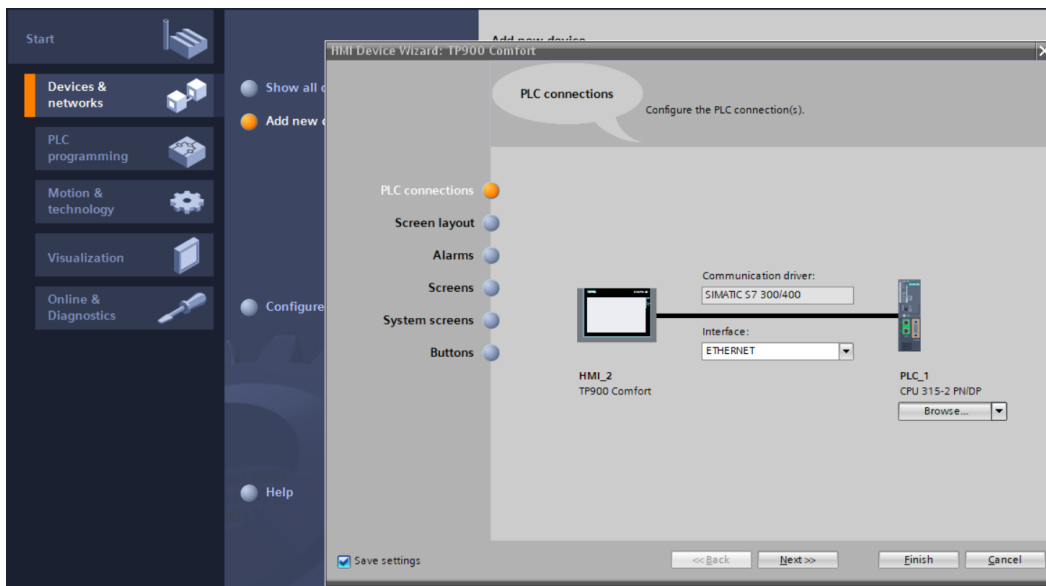 Start
Devices &
networks
PLC
programming
Motion &
technology
Visualization
Online &
Diagnostics
Show all
Add new
Configure
Help
Add new device
HMI Device Wizard: TP900 Comfort
PLC connections
Configure the PLC connection(s).
PLC connections
Screen layout
Alarms
Screens
System screens
Buttons
Communication driver:
SIMATIC S7 300/400
Interface:
ETHERNET
HMI_2
TP900 Comfort
PLC_1
CPU 315-2 PN/DP
Browse...
Save settings
<<Back
Next>>
Finish
Cancel